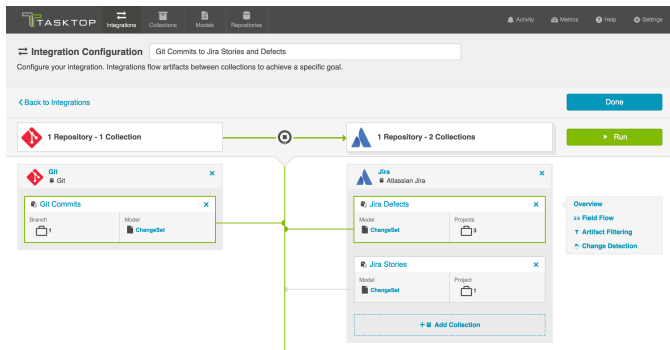 TASKTOP
Integrations
Collections
Models
Repositories
Activity
Metrics
Help
Settings
Integration Configuration
Git Commits to Jira Stories and Defects
Configure your integration. Integrations flow artifacts between collections to achieve a specific goal.
Back to Integrations
Done
1 Repository - 1 Collection
1 Repository - 2 Collections
Run
Git
Git
Jira
Atlassian Jira
Git Commits
Branch
Model
1
ChangeSet
Jira Defects
Model
Projects
ChangeSet
3
Jira Stories
Model
Project
ChangeSet
1
+ Add Collection
Overview
Field Flow
Artifact Filtering
Change Detection